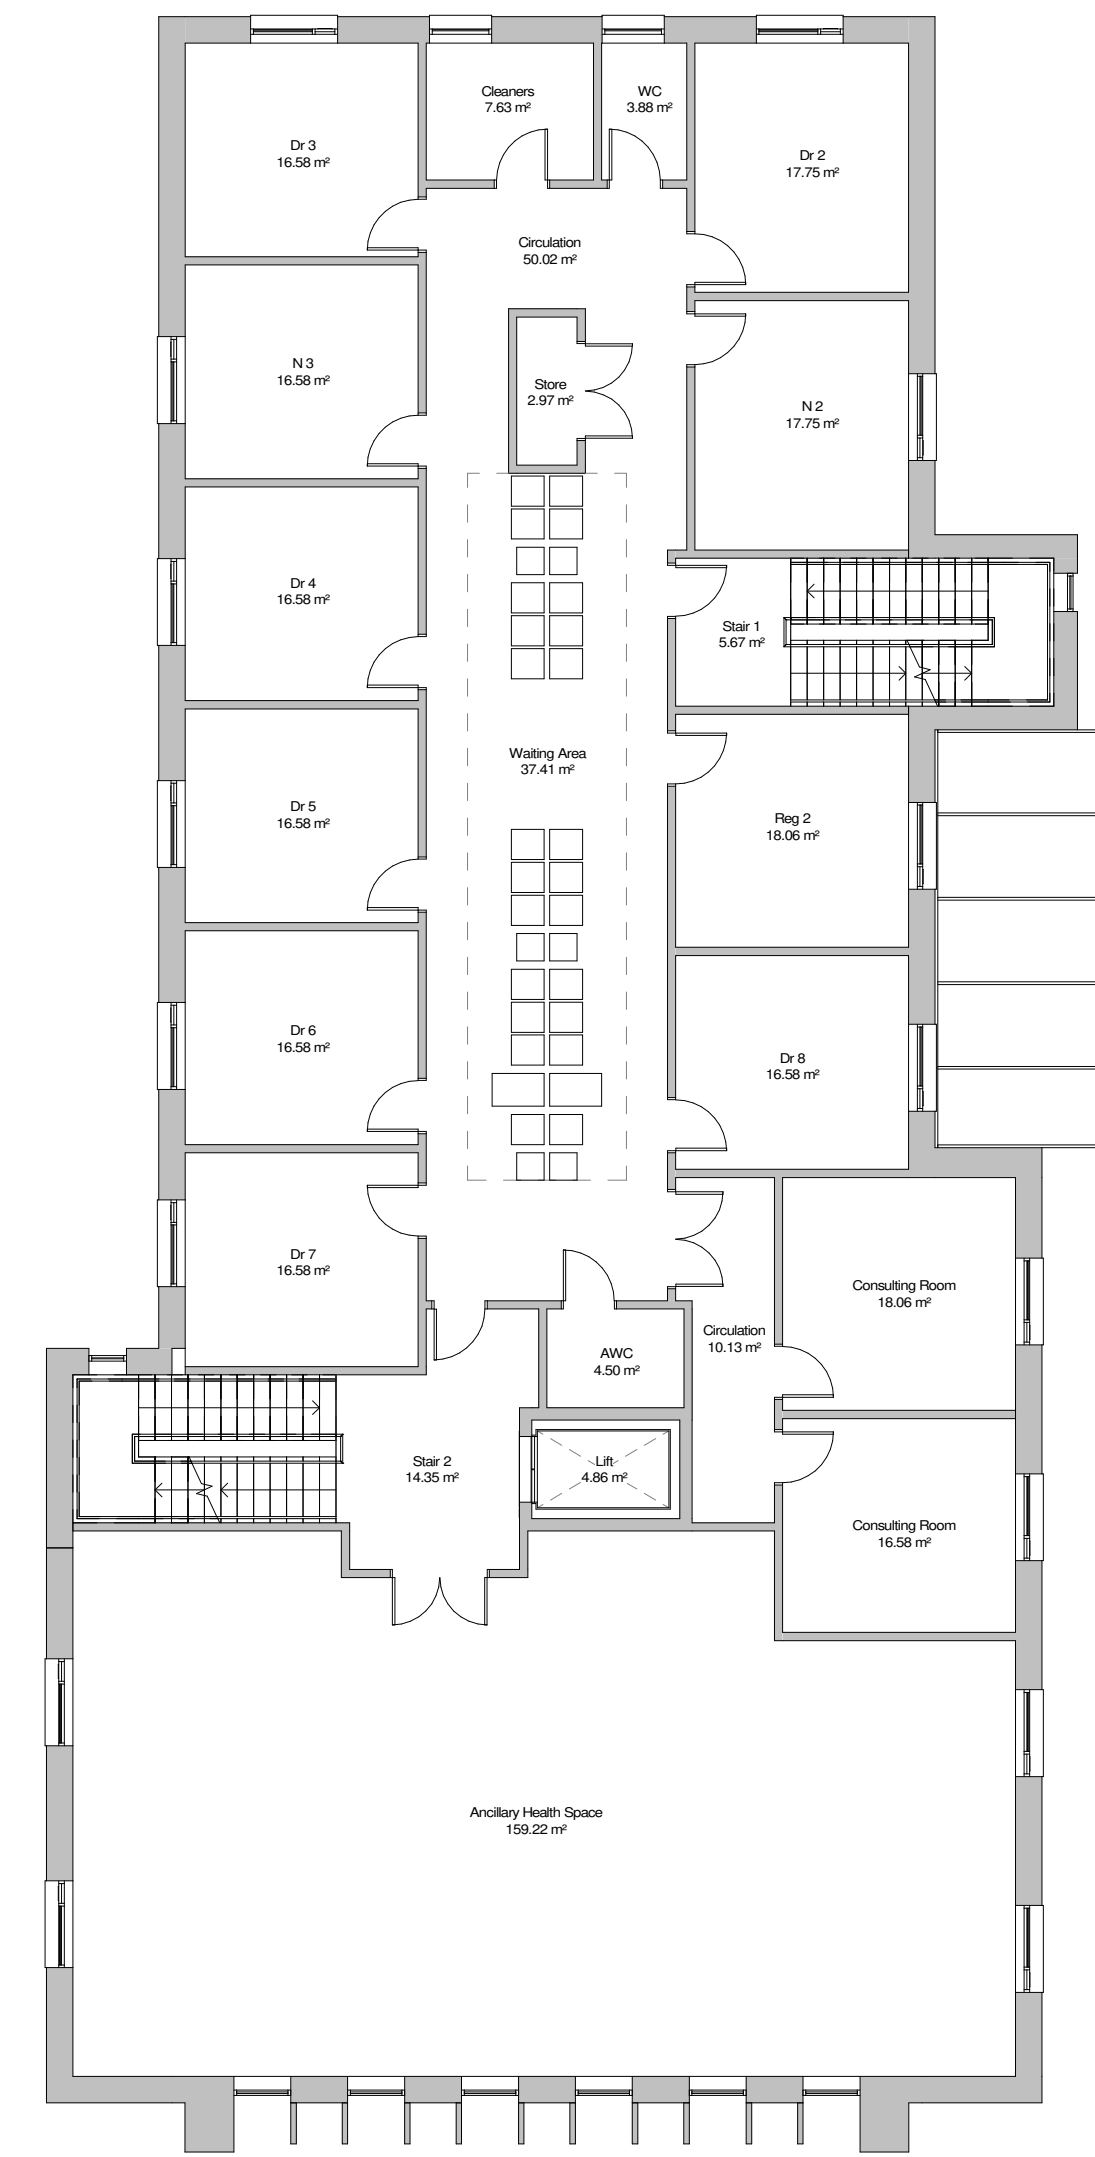 Cleaners
7.63 m²
WC
3.88 m²
Dr 3
16.58 m²
Dr 2
17.75 m²
Circulation
50.02 m²
N 3
16.58 m²
Store
2.97 m²
N 2
17.75 m²
Dr 4
16.58 m²
Stair 1
5.67 m²
Waiting Area
37.41 m²
Dr 5
16.58 m²
Reg 2
18.06 m²
Dr 6
16.58 m²
Dr 8
16.58 m²
Dr 7
16.58 m²
Consulting Room
18.06 m²
Circulation
10.13 m²
AWC
4.50 m²
Stair 2
14.35 m²
Lift
4.86 m²
Consulting Room
16.58 m²
Ancillary Health Space
159.22 m²